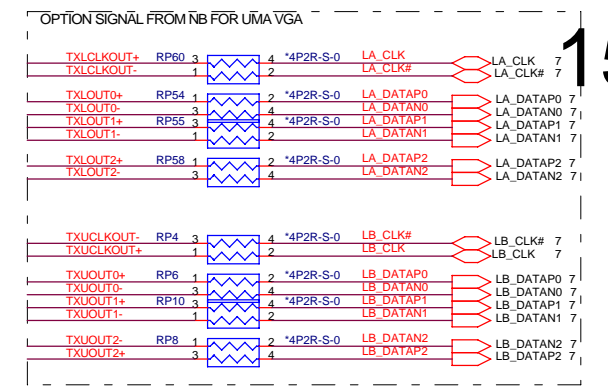 OPTION SIGNAL FROM NB FOR UMA VGA
15
TXLCLKOUT+ RP60 3 4 *4P2R-S-0 LA_CLK LA_CLK 7
TXLCLKOUT- 1 2 LA_CLK# LA_CLK# 7
TXLOUT0+ RP54 1 2 *4P2R-S-0 LA_DATAP0 LA_DATAP0 7
TXLOUT0- 3 4 LA_DATAN0 LA_DATAN0 7
TXLOUT1+ RP55 3 4 *4P2R-S-0 LA_DATAP1 LA_DATAP1 7
TXLOUT1- 1 2 LA_DATAN1 LA_DATAN1 7
TXLOUT2+ RP58 1 2 *4P2R-S-0 LA_DATAP2 LA_DATAP2 7
TXLOUT2- 3 4 LA_DATAN2 LA_DATAN2 7
TXUCLKOUT- RP4 3 4 *4P2R-S-0 LB_CLK# LB_CLK# 7
TXUCLKOUT+ 1 2 LB_CLK LB_CLK 7
TXUOUT0+ RP6 1 2 *4P2R-S-0 LB_DATAP0 LB_DATAP0 7
TXUOUT0- 3 4 LB_DATAN0 LB_DATAN0 7
TXUOUT1+ RP10 3 4 *4P2R-S-0 LB_DATAP1 LB_DATAP1 7
TXUOUT1- 1 2 LB_DATAN1 LB_DATAN1 7
TXUOUT2- RP8 1 2 *4P2R-S-0 LB_DATAN2 LB_DATAN2 7
TXUOUT2+ 3 4 LB_DATAP2 LB_DATAP2 7